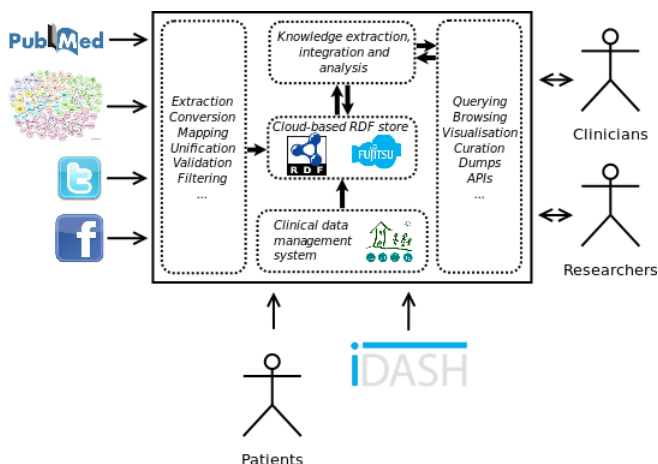 PubMed
Knowledge extraction,
integration and
analysis
Extraction
Conversion
Mapping
Unification
Validation
Filtering
...
Cloud-based RDF store
RDF
FUJITSU
Clinical data
management
system
Querying
Browsing
Visualisation
Curation
Dumps
APIs
...
Clinicians
Researchers
iDASH
Patients